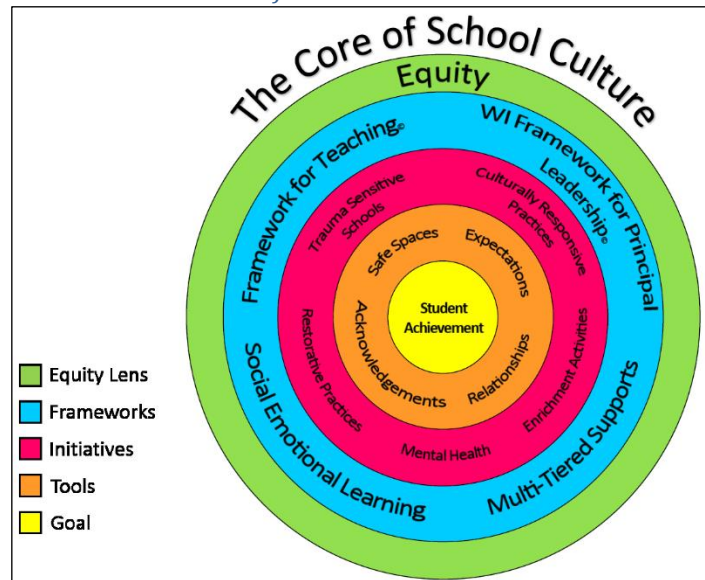 The Core of School Culture
Equity
Framework for Teaching©
WI Framework for Principal
Leadership©
Social Emotional Learning
Multi-Tiered Supports
Trauma Sensitive
Schools
Culturally Responsive
Practices
Restorative Practices
Mental Health
Enrichment Activities
Safe Spaces
Expectations
Acknowledgements
Relationships
Student
Achievement
Equity Lens
Frameworks
Initiatives
Tools
Goal